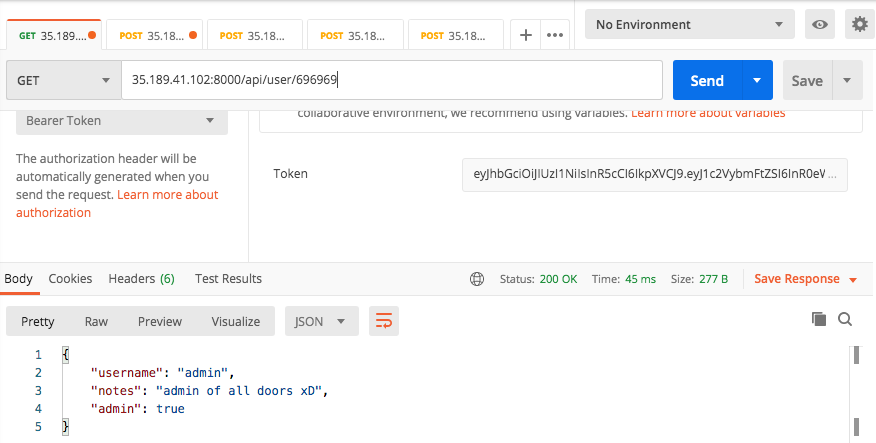 GET 35.189.... POST 35.18... POST 35.18... POST 35.18... POST 35.18... + ••• No Environment
GET 35.189.41.102:8000/api/user/696969 Send Save
Bearer Token
collaborative environment, we recommend using variables. Learn more about variables
The authorization header will be
automatically generated when you
send the request. Learn more about
authorization
Token
Body Cookies Headers (6) Test Results Status: 200 OK Time: 45 ms Size: 277 B Save Response
Pretty Raw Preview Visualize JSON
1 {
2 "username": "admin",
3 "notes": "admin of all doors xD",
4 "admin": true
5 }